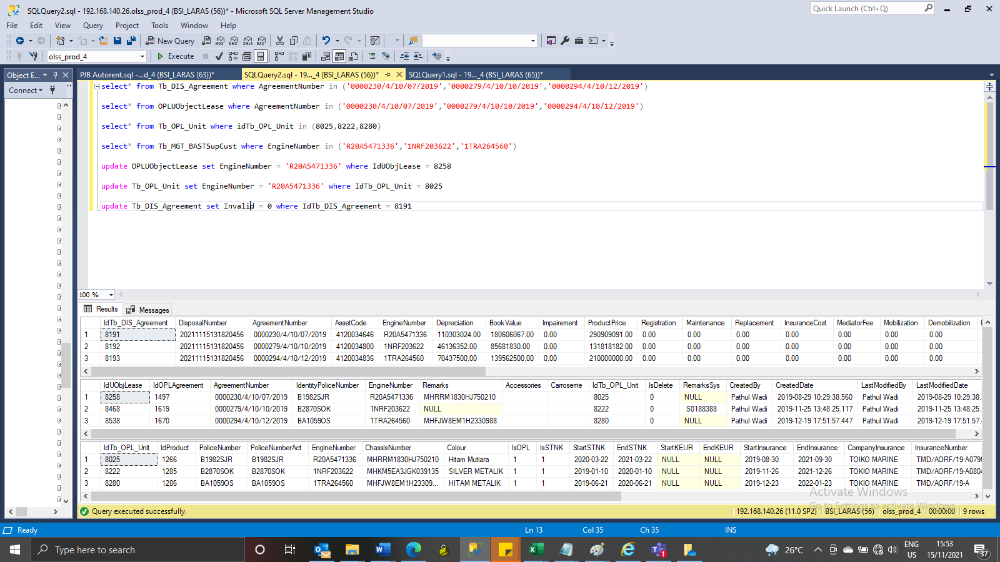 SQLQuery2.sql - 192.168.140.26.olss_prod_4 (BSI_LARAS (56))* - Microsoft SQL Server Management Studio
Quick Launch (Ctrl+Q)
File Edit View Query Project Tools Window Help
New Query
MDX DMX XMLA DAX
olss_prod_4 Execute
Object E...
PJB Autorent.sql -...d_4 (BSI_LARAS (63))* SQLQuery2.sql - 19..._4 (BSI_LARAS (56))* SQLQuery1.sql - 19..._4 (BSI_LARAS (65))*
Connect
select* from Tb_DIS_Agreement where AgreementNumber in ('0000230/4/10/07/2019','0000279/4/10/10/2019','0000294/4/10/12/2019')
select* from OPLUObjectLease where AgreementNumber in ('0000230/4/10/07/2019','0000279/4/10/10/2019','0000294/4/10/12/2019')
select* from Tb_OPL_Unit where idTb_OPL_Unit in (8025,8222,8280)
select* from Tb_MGT_BASTSupCust where EngineNumber in ('R20A5471336','1NRF203622','1TRA264560')
update OPLUObjectLease set EngineNumber = 'R20A5471336' where IdUObjLease = 8258
update Tb_OPL_Unit set EngineNumber = 'R20A5471336' where IdTb_OPL_Unit = 8025
update Tb_DIS_Agreement set Invalid = 0 where IdTb_DIS_Agreement = 8191
100 %
Results Messages
IdTb_DIS_Agreement DisposalNumber AgreementNumber AssetCode EngineNumber Depreciation BookValue Impairement ProductPrice Registration Maintenance Replacement InsuranceCost MediatorFee Mobilization Demobilization
1 8191 20211115131820456 0000230/4/10/07/2019 4120034646 R20A5471336 110303024.00 180606067.00 0.00 290909091.00 0.00 0.00 0.00 0.00 0.00 0.00 0.00
2 8192 20211115131820456 0000279/4/10/10/2019 4120034800 1NRF203622 46136352.00 85681830.00 0.00 131818182.00 0.00 0.00 0.00 0.00 0.00 0.00 0.00
3 8193 20211115131820456 0000294/4/10/12/2019 4120034836 1TRA264560 70437500.00 139562500.00 0.00 210000000.00 0.00 0.00 0.00 0.00 0.00 0.00 0.00
IdUObjLease IdOPLAgreement AgreementNumber IdentityPoliceNumber EngineNumber Remarks Accessories Carroserrie IdTb_OPL_Unit IsDelete RemarksSys CreatedBy CreatedDate LastModifiedBy LastModifiedDate
1 8258 1497 0000230/4/10/07/2019 B1982SJR R20A5471336 MHRRM1830HJ750210 8025 0 NULL Pathul Wadi 2019-08-29 10:29:38.560 Pathul Wadi 2019-08-29 10:29:38.
2 8468 1619 0000279/4/10/10/2019 B2870SOK 1NRF203622 NULL 8222 0 S0188388 Pathul Wadi 2019-11-25 13:48:25.117 Pathul Wadi 2019-11-25 13:48:25.
3 8538 1670 0000294/4/10/12/2019 BA1059OS 1TRA264560 MHFJW8EM1H2330988 8280 0 NULL Pathul Wadi 2019-12-19 17:51:57.447 Pathul Wadi 2019-12-19 17:51:57.
IdTb_OPL_Unit IdProduct PoliceNumber PoliceNumberAct EngineNumber ChassisNumber Colour IsOPL IsSTNK StartSTNK EndSTNK StartKEUR EndKEUR StartInsurance EndInsurance CompanyInsurance InsuranceNumber
1 8025 1266 B1982SJR B1982SJR R20A5471336 MHRRM1830HJ750210 Hitam Mutiara 1 1 2020-03-22 2021-03-22 NULL NULL 2019-08-30 2021-09-30 TOIKO MARINE TMD/AORF/19-A079
2 8222 1285 B2870SOK B2870SOK 1NRF203622 MHKM5EA3JGK039135 SILVER METALIK 1 1 2019-01-10 2020-01-10 NULL NULL 2019-11-26 2021-12-26 TOKIO MARINE TMD/AORF/19-A804
3 8280 1286 BA1059OS BA1059OS 1TRA264560 MHFJW8EM1H23309... HITAM METALIK 1 1 2019-06-21 2020-06-21 NULL NULL 2019-12-23 2022-01-23 TOKIO MARINE TMD/AORF/19-A
Activate Windows
Go to Settings to activate Windows.
Query executed successfully. 192.168.140.26 (11.0 SP2) BSI_LARAS (56) olss_prod_4 00:00:00 9 rows
Ready Ln 13 Col 35 Ch 35 INS
Type here to search 26°C ENG 15:53
US 15/11/2021 37
1